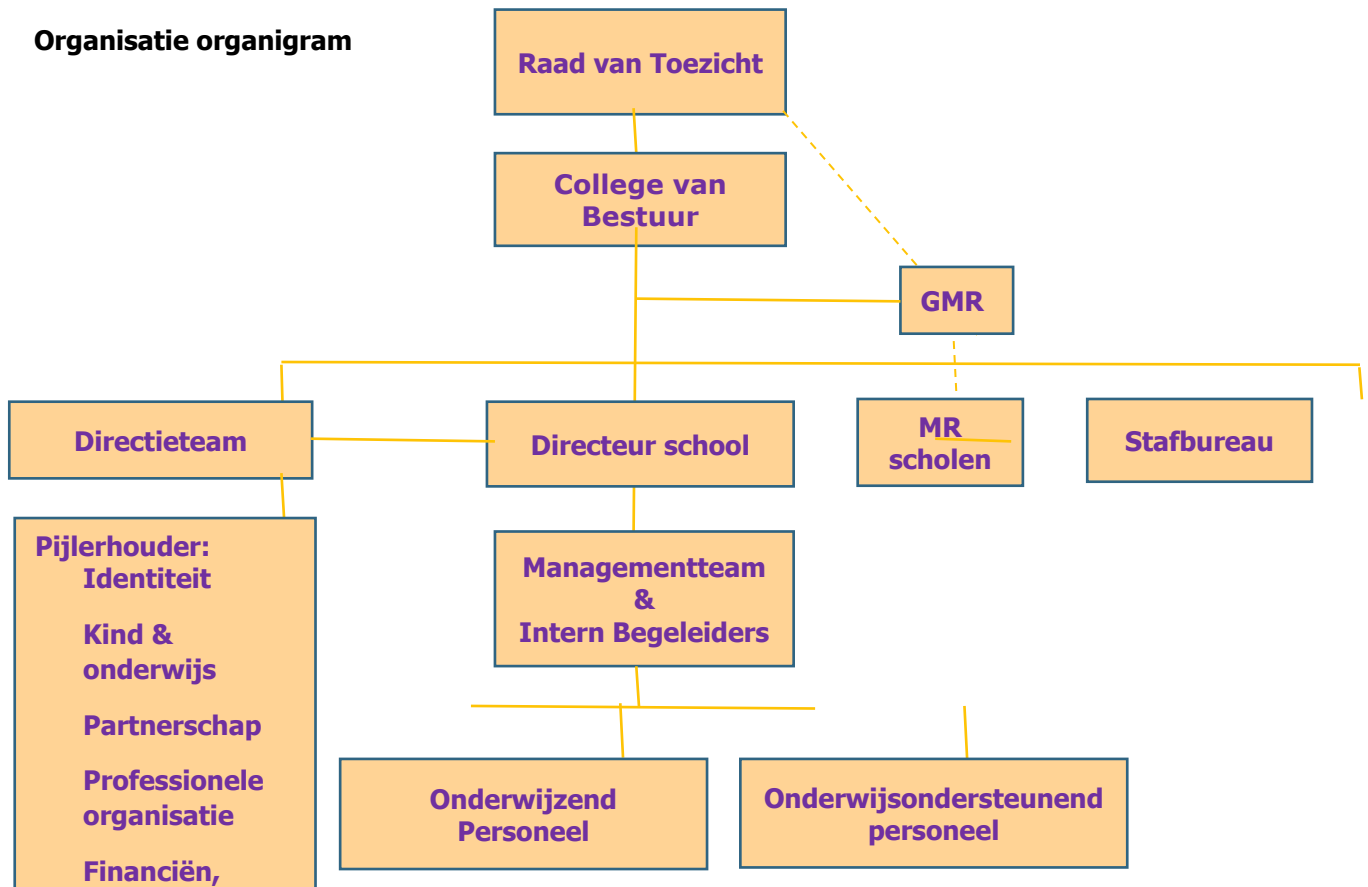 Organisatie organigram
Raad van Toezicht
College van
Bestuur
GMR
Directieteam
Directeur school
MR
scholen
Stafbureau
Pijlerhouder:
Identiteit
Kind &
onderwijs
Partnerschap
Professionele
organisatie
Financiën,
Managementteam
&
Intern Begeleiders
Onderwijzend
Personeel
Onderwijsondersteunend
personeel